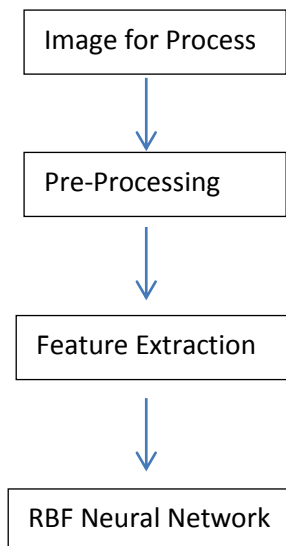 Image for Process
Pre-Processing
Feature Extraction
RBF Neural Network